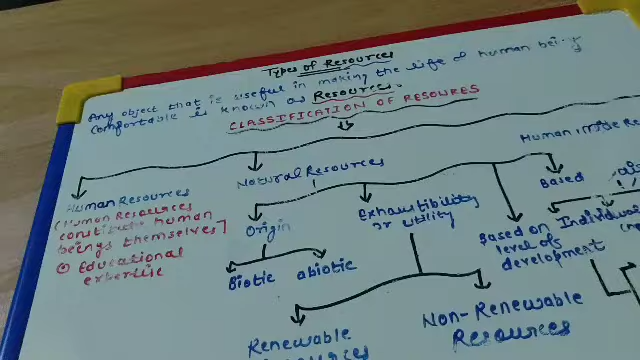 Types of Resources
Any object that is useful in making the life of human being
comfortable is known as Resources.
CLASSIFICATION OF RESOURES
Human Resources
(Human Resources
constitute human
beings themselves)
Educational
expertise
Natural Resources
Origin
Biotic abiotic
Exhaustibility
or utility
Renewable
Non-Renewable
Resources
Based on
level of
development
Human made Re
Based
Individual